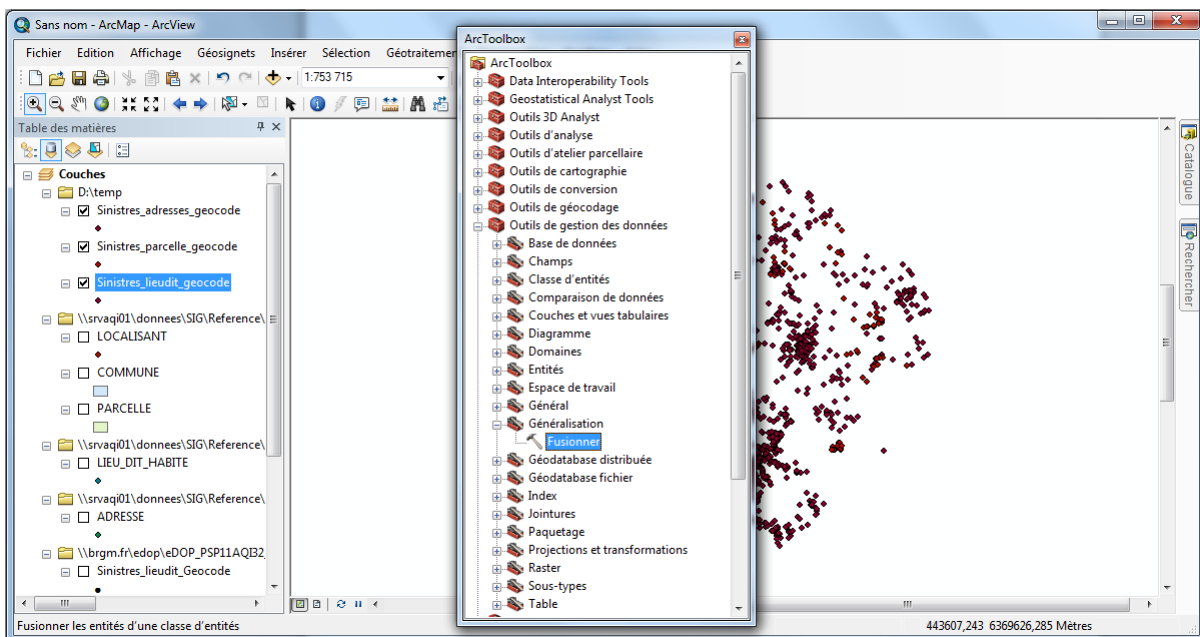 Sans nom - ArcMap - ArcView
Fichier Edition Affichage Géosignets Insérer Sélection Géotraitemen
1:753 715
Table des matières
Couches
D:\temp
Sinistres_adresses_geocode
Sinistres_parcelle_geocode
Sinistres_lieudit_geocode
\\srvaqi01\donnees\SIG\Reference\
LOCALISANT
COMMUNE
PARCELLE
\\srvaqi01\donnees\SIG\Reference\
LIEU_DIT_HABITE
\\srvaqi01\donnees\SIG\Reference\
ADRESSE
\\brgm.fr\edop\eDOP_PSP11AQI32_
Sinistres_lieudit_Geocode
ArcToolbox
ArcToolbox
Data Interoperability Tools
Geostatistical Analyst Tools
Outils 3D Analyst
Outils d'analyse
Outils d'atelier parcellaire
Outils de cartographie
Outils de conversion
Outils de géocodage
Outils de gestion des données
Base de données
Champs
Classe d'entités
Comparaison de données
Couches et vues tabulaires
Diagramme
Domaines
Entités
Espace de travail
Général
Généralisation
Fusionner
Géodatabase distribuée
Géodatabase fichier
Index
Jointures
Paquetage
Projections et transformations
Raster
Sous-types
Table
Catalogue
Rechercher
Fusionner les entités d'une classe d'entités
443607,243 6369626,285 Mètres